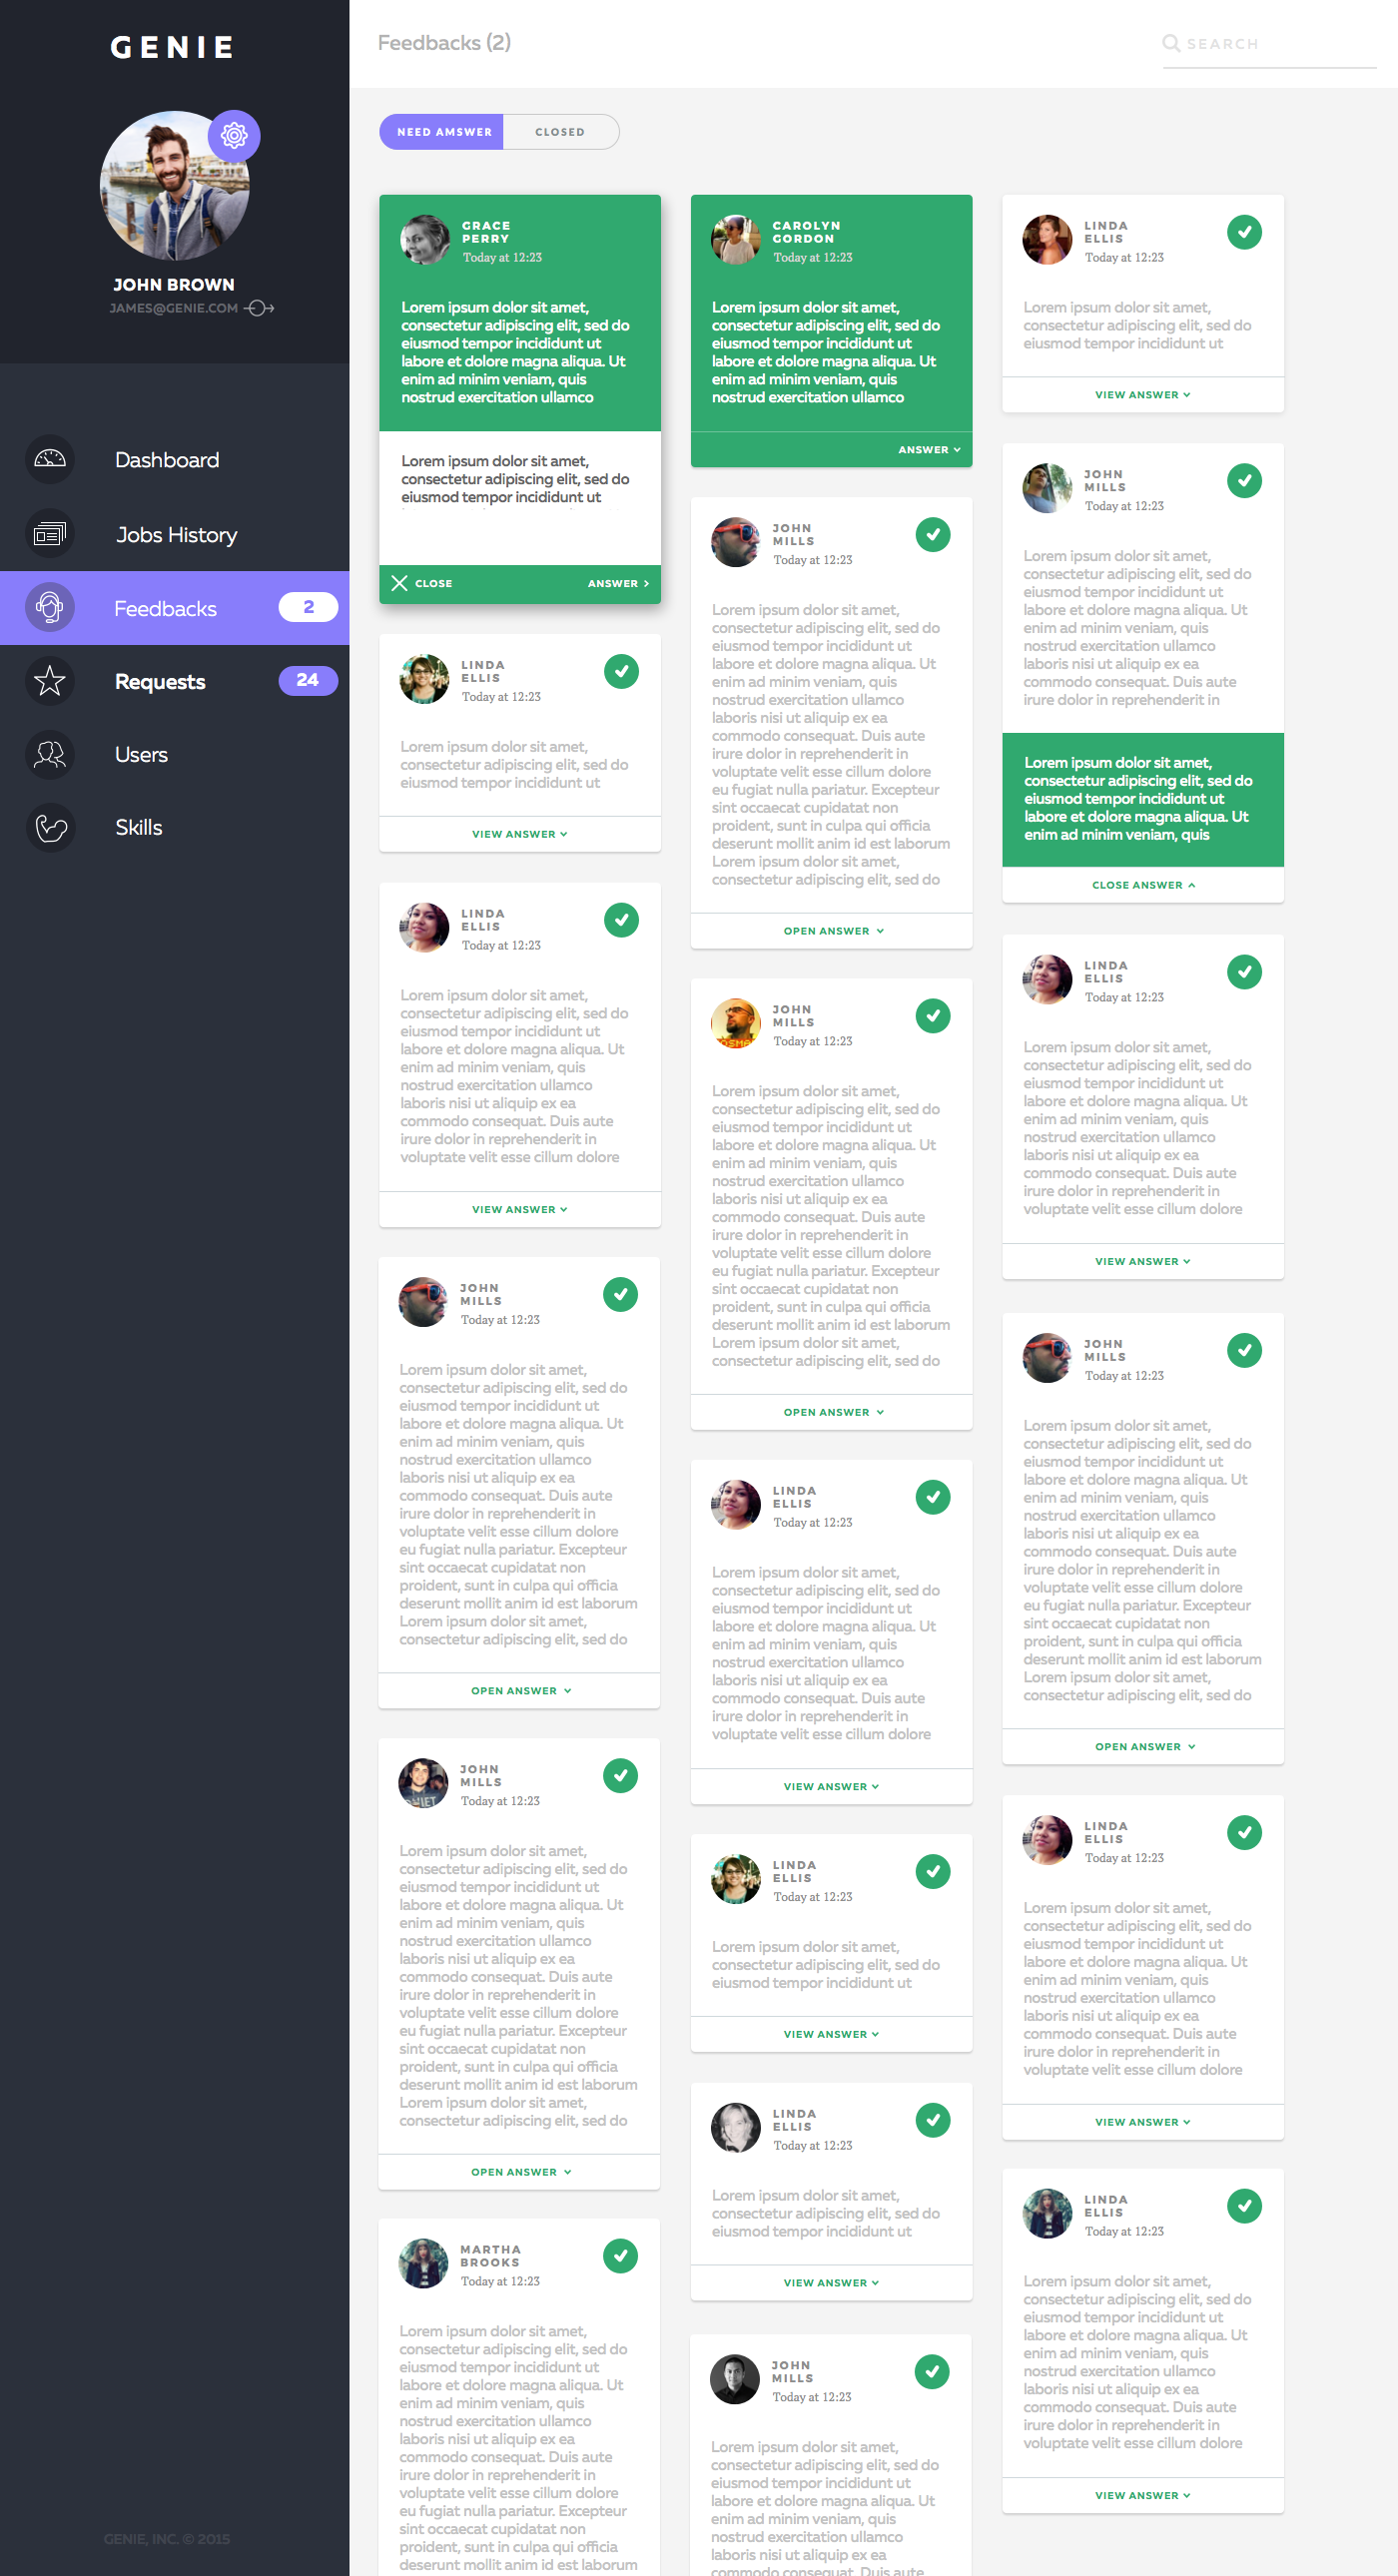 GENIE
JOHN BROWN
JAMES@GENIE.COM
Dashboard
Jobs History
Feedbacks 2
Requests 24
Users
Skills
GENIE, INC. © 2015
Feedbacks (2)
SEARCH
NEED AMSWER
CLOSED
GRACE
PERRY
Today at 12:23
Lorem ipsum dolor sit amet,
consectetur adipiscing elit, sed do
eiusmod tempor incididunt ut
labore et dolore magna aliqua. Ut
enim ad minim veniam, quis
nostrud exercitation ullamco
Lorem ipsum dolor sit amet,
consectetur adipiscing elit, sed do
eiusmod tempor incididunt ut
CLOSE
ANSWER
LINDA
ELLIS
Today at 12:23
Lorem ipsum dolor sit amet,
consectetur adipiscing elit, sed do
eiusmod tempor incididunt ut
VIEW ANSWER
LINDA
ELLIS
Today at 12:23
Lorem ipsum dolor sit amet,
consectetur adipiscing elit, sed do
eiusmod tempor incididunt ut
labore et dolore magna aliqua. Ut
enim ad minim veniam, quis
nostrud exercitation ullamco
laboris nisi ut aliquip ex ea
commodo consequat. Duis aute
irure dolor in reprehenderit in
voluptate velit esse cillum dolore
VIEW ANSWER
JOHN
MILLS
Today at 12:23
Lorem ipsum dolor sit amet,
consectetur adipiscing elit, sed do
eiusmod tempor incididunt ut
labore et dolore magna aliqua. Ut
enim ad minim veniam, quis
nostrud exercitation ullamco
laboris nisi ut aliquip ex ea
commodo consequat. Duis aute
irure dolor in reprehenderit in
voluptate velit esse cillum dolore
eu fugiat nulla pariatur. Excepteur
sint occaecat cupidatat non
proident, sunt in culpa qui officia
deserunt mollit anim id est laborum
Lorem ipsum dolor sit amet,
consectetur adipiscing elit, sed do
OPEN ANSWER
JOHN
MILLS
Today at 12:23
Lorem ipsum dolor sit amet,
consectetur adipiscing elit, sed do
eiusmod tempor incididunt ut
labore et dolore magna aliqua. Ut
enim ad minim veniam, quis
nostrud exercitation ullamco
laboris nisi ut aliquip ex ea
commodo consequat. Duis aute
irure dolor in reprehenderit in
voluptate velit esse cillum dolore
eu fugiat nulla pariatur. Excepteur
sint occaecat cupidatat non
proident, sunt in culpa qui officia
deserunt mollit anim id est laborum
Lorem ipsum dolor sit amet,
consectetur adipiscing elit, sed do
OPEN ANSWER
MARTHA
BROOKS
Today at 12:23
Lorem ipsum dolor sit amet,
consectetur adipiscing elit, sed do
eiusmod tempor incididunt ut
labore et dolore magna aliqua. Ut
enim ad minim veniam, quis
nostrud exercitation ullamco
laboris nisi ut aliquip ex ea
commodo consequat. Duis aute
irure dolor in reprehenderit in
voluptate velit esse cillum dolore
eu fugiat nulla pariatur. Excepteur
sint occaecat cupidatat non
proident, sunt in culpa qui officia
deserunt mollit anim id est laborum
CAROLYN
GORDON
Today at 12:23
Lorem ipsum dolor sit amet,
consectetur adipiscing elit, sed do
eiusmod tempor incididunt ut
labore et dolore magna aliqua. Ut
enim ad minim veniam, quis
nostrud exercitation ullamco
ANSWER
JOHN
MILLS
Today at 12:23
Lorem ipsum dolor sit amet,
consectetur adipiscing elit, sed do
eiusmod tempor incididunt ut
labore et dolore magna aliqua. Ut
enim ad minim veniam, quis
nostrud exercitation ullamco
laboris nisi ut aliquip ex ea
commodo consequat. Duis aute
irure dolor in reprehenderit in
voluptate velit esse cillum dolore
eu fugiat nulla pariatur. Excepteur
sint occaecat cupidatat non
proident, sunt in culpa qui officia
deserunt mollit anim id est laborum
Lorem ipsum dolor sit amet,
consectetur adipiscing elit, sed do
OPEN ANSWER
JOHN
MILLS
Today at 12:23
Lorem ipsum dolor sit amet,
consectetur adipiscing elit, sed do
eiusmod tempor incididunt ut
labore et dolore magna aliqua. Ut
enim ad minim veniam, quis
nostrud exercitation ullamco
laboris nisi ut aliquip ex ea
commodo consequat. Duis aute
irure dolor in reprehenderit in
voluptate velit esse cillum dolore
eu fugiat nulla pariatur. Excepteur
sint occaecat cupidatat non
proident, sunt in culpa qui officia
deserunt mollit anim id est laborum
Lorem ipsum dolor sit amet,
consectetur adipiscing elit, sed do
OPEN ANSWER
LINDA
ELLIS
Today at 12:23
Lorem ipsum dolor sit amet,
consectetur adipiscing elit, sed do
eiusmod tempor incididunt ut
labore et dolore magna aliqua. Ut
enim ad minim veniam, quis
nostrud exercitation ullamco
laboris nisi ut aliquip ex ea
commodo consequat. Duis aute
irure dolor in reprehenderit in
voluptate velit esse cillum dolore
VIEW ANSWER
LINDA
ELLIS
Today at 12:23
Lorem ipsum dolor sit amet,
consectetur adipiscing elit, sed do
eiusmod tempor incididunt ut
VIEW ANSWER
LINDA
ELLIS
Today at 12:23
Lorem ipsum dolor sit amet,
consectetur adipiscing elit, sed do
eiusmod tempor incididunt ut
VIEW ANSWER
JOHN
MILLS
Today at 12:23
Lorem ipsum dolor sit amet,
consectetur adipiscing elit, sed do
eiusmod tempor incididunt ut
labore et dolore magna aliqua. Ut
enim ad minim veniam, quis
nostrud exercitation ullamco
laboris nisi ut aliquip ex ea
commodo consequat. Duis aute
LINDA
ELLIS
Today at 12:23
Lorem ipsum dolor sit amet,
consectetur adipiscing elit, sed do
eiusmod tempor incididunt ut
VIEW ANSWER
JOHN
MILLS
Today at 12:23
Lorem ipsum dolor sit amet,
consectetur adipiscing elit, sed do
eiusmod tempor incididunt ut
labore et dolore magna aliqua. Ut
enim ad minim veniam, quis
nostrud exercitation ullamco
laboris nisi ut aliquip ex ea
commodo consequat. Duis aute
irure dolor in reprehenderit in
Lorem ipsum dolor sit amet,
consectetur adipiscing elit, sed do
eiusmod tempor incididunt ut
labore et dolore magna aliqua. Ut
enim ad minim veniam, quis
CLOSE ANSWER
LINDA
ELLIS
Today at 12:23
Lorem ipsum dolor sit amet,
consectetur adipiscing elit, sed do
eiusmod tempor incididunt ut
labore et dolore magna aliqua. Ut
enim ad minim veniam, quis
nostrud exercitation ullamco
laboris nisi ut aliquip ex ea
commodo consequat. Duis aute
irure dolor in reprehenderit in
voluptate velit esse cillum dolore
VIEW ANSWER
JOHN
MILLS
Today at 12:23
Lorem ipsum dolor sit amet,
consectetur adipiscing elit, sed do
eiusmod tempor incididunt ut
labore et dolore magna aliqua. Ut
enim ad minim veniam, quis
nostrud exercitation ullamco
laboris nisi ut aliquip ex ea
commodo consequat. Duis aute
irure dolor in reprehenderit in
voluptate velit esse cillum dolore
eu fugiat nulla pariatur. Excepteur
sint occaecat cupidatat non
proident, sunt in culpa qui officia
deserunt mollit anim id est laborum
Lorem ipsum dolor sit amet,
consectetur adipiscing elit, sed do
OPEN ANSWER
LINDA
ELLIS
Today at 12:23
Lorem ipsum dolor sit amet,
consectetur adipiscing elit, sed do
eiusmod tempor incididunt ut
labore et dolore magna aliqua. Ut
enim ad minim veniam, quis
nostrud exercitation ullamco
laboris nisi ut aliquip ex ea
commodo consequat. Duis aute
irure dolor in reprehenderit in
voluptate velit esse cillum dolore
VIEW ANSWER
LINDA
ELLIS
Today at 12:23
Lorem ipsum dolor sit amet,
consectetur adipiscing elit, sed do
eiusmod tempor incididunt ut
labore et dolore magna aliqua. Ut
enim ad minim veniam, quis
nostrud exercitation ullamco
laboris nisi ut aliquip ex ea
commodo consequat. Duis aute
irure dolor in reprehenderit in
voluptate velit esse cillum dolore
VIEW ANSWER